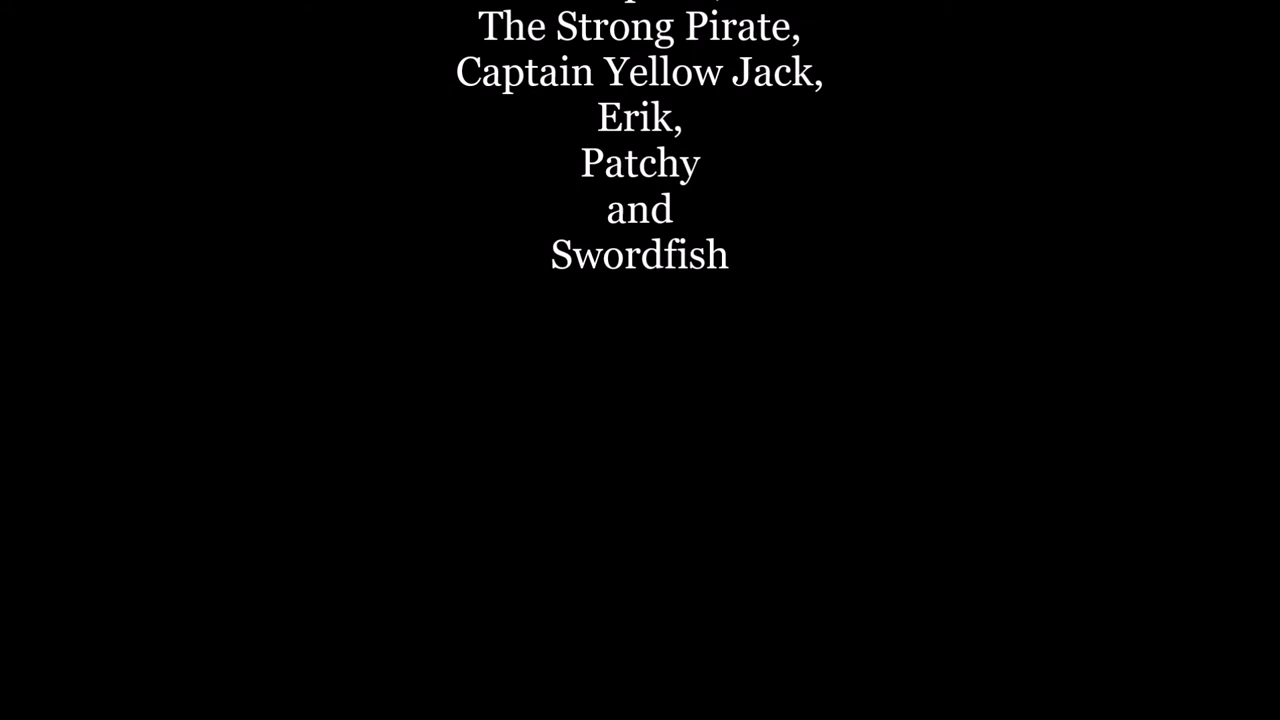 The Strong Pirate,
Captain Yellow Jack,
Erik,
Patchy
and
Swordfish